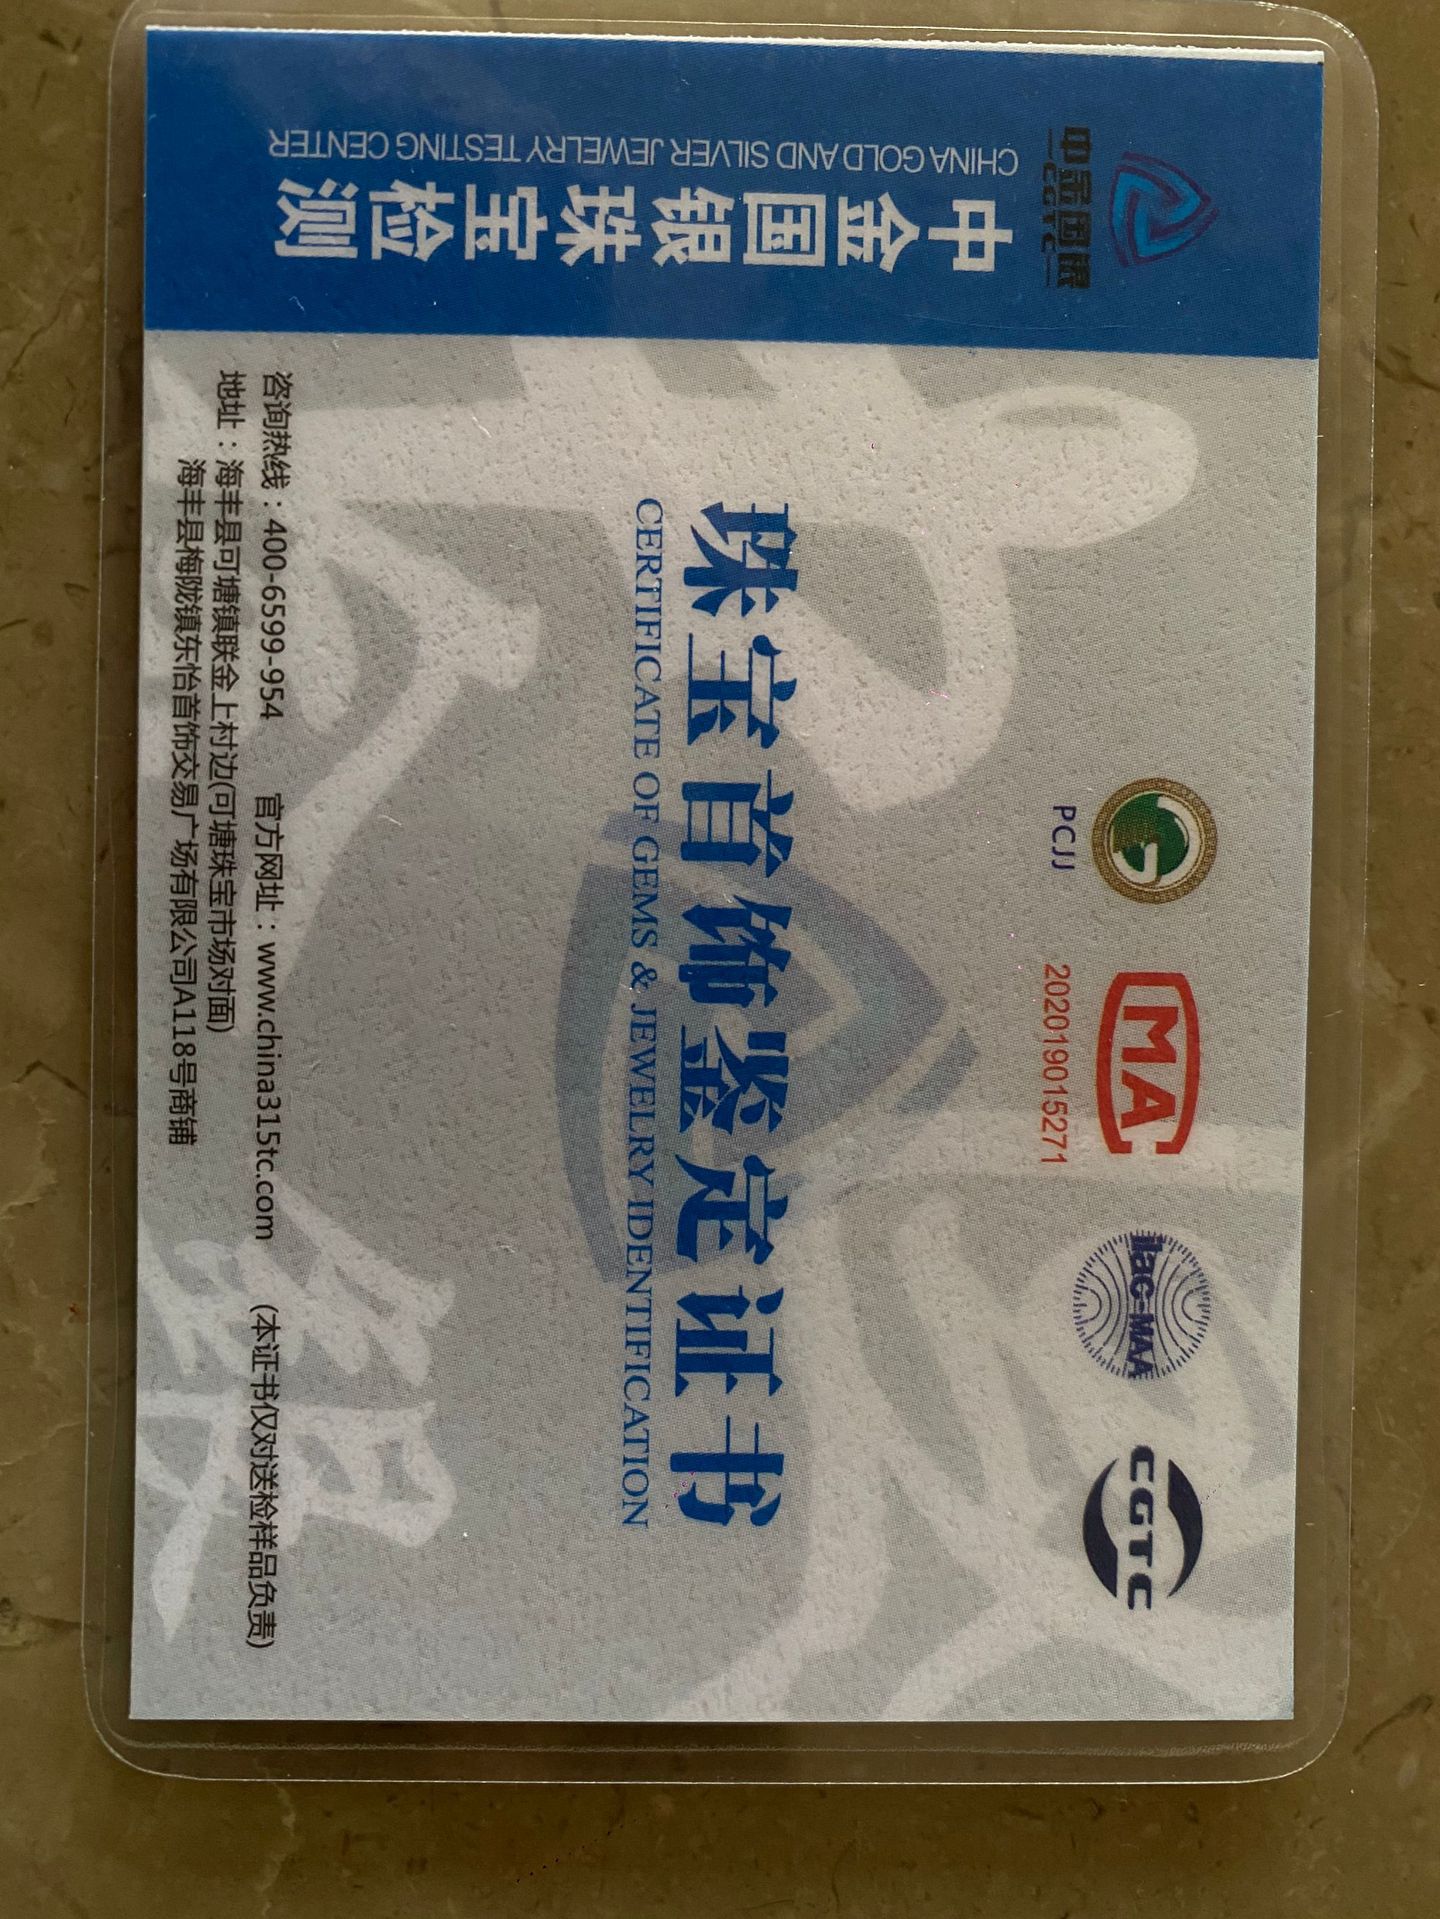 中金国银
CGTC
中金国银珠宝检测
CHINA GOLD AND SILVER JEWELRY TESTING CENTER
PCJJ
MA
202019015271
ilac-MAA
CGTC
珠宝首饰鉴定证书
CERTIFICATE OF GEMS & JEWELRY IDENTIFICATION
咨询热线：400-6599-954 官方网址：www.china315tc.com (本证书仅对送检样品负责)
地址：海丰县可塘镇联金上村边(可塘珠宝市场对面)
海丰县梅陇镇东怡首饰交易广场有限公司A118号商铺